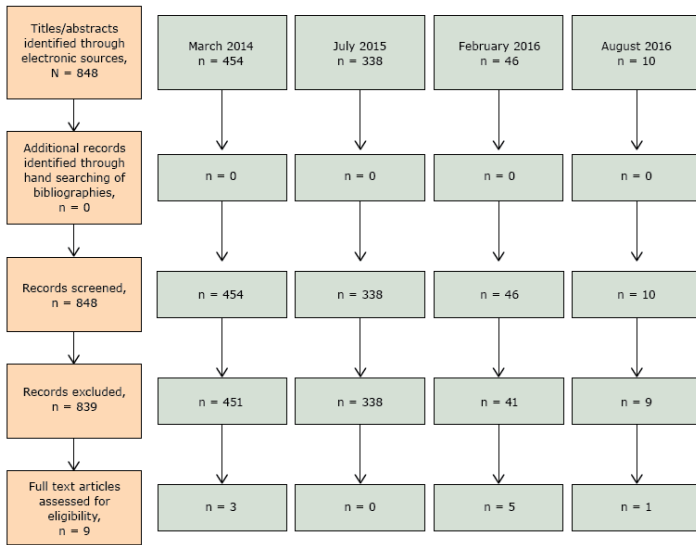 Titles/abstracts
identified through
electronic sources,
N = 848
March 2014
n = 454
July 2015
n = 338
February 2016
n = 46
August 2016
n = 10
Additional records
identified through
hand searching of
bibliographies,
n = 0
n = 0
n = 0
n = 0
n = 0
Records screened,
n = 848
n = 454
n = 338
n = 46
n = 10
Records excluded,
n = 839
n = 451
n = 338
n = 41
n = 9
Full text articles
assessed for
eligibility,
n = 9
n = 3
n = 0
n = 5
n = 1